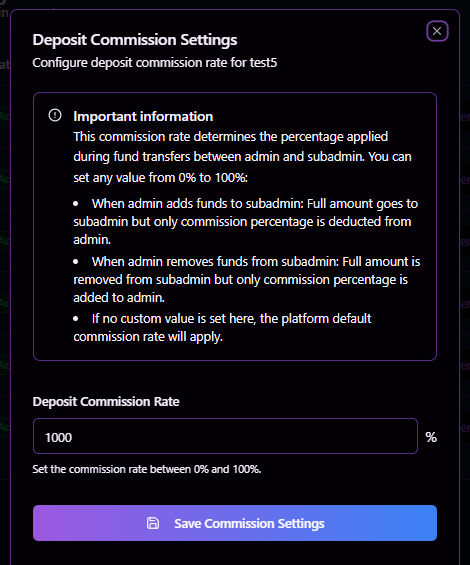 Deposit Commission Settings
Configure deposit commission rate for test5
Important information
This commission rate determines the percentage applied
during fund transfers between admin and subadmin. You can
set any value from 0% to 100%:
• When admin adds funds to subadmin: Full amount goes to
subadmin but only commission percentage is deducted from
admin.
• When admin removes funds from subadmin: Full amount is
removed from subadmin but only commission percentage is
added to admin.
• If no custom value is set here, the platform default
commission rate will apply.
Deposit Commission Rate
1000 %
Set the commission rate between 0% and 100%.
Save Commission Settings